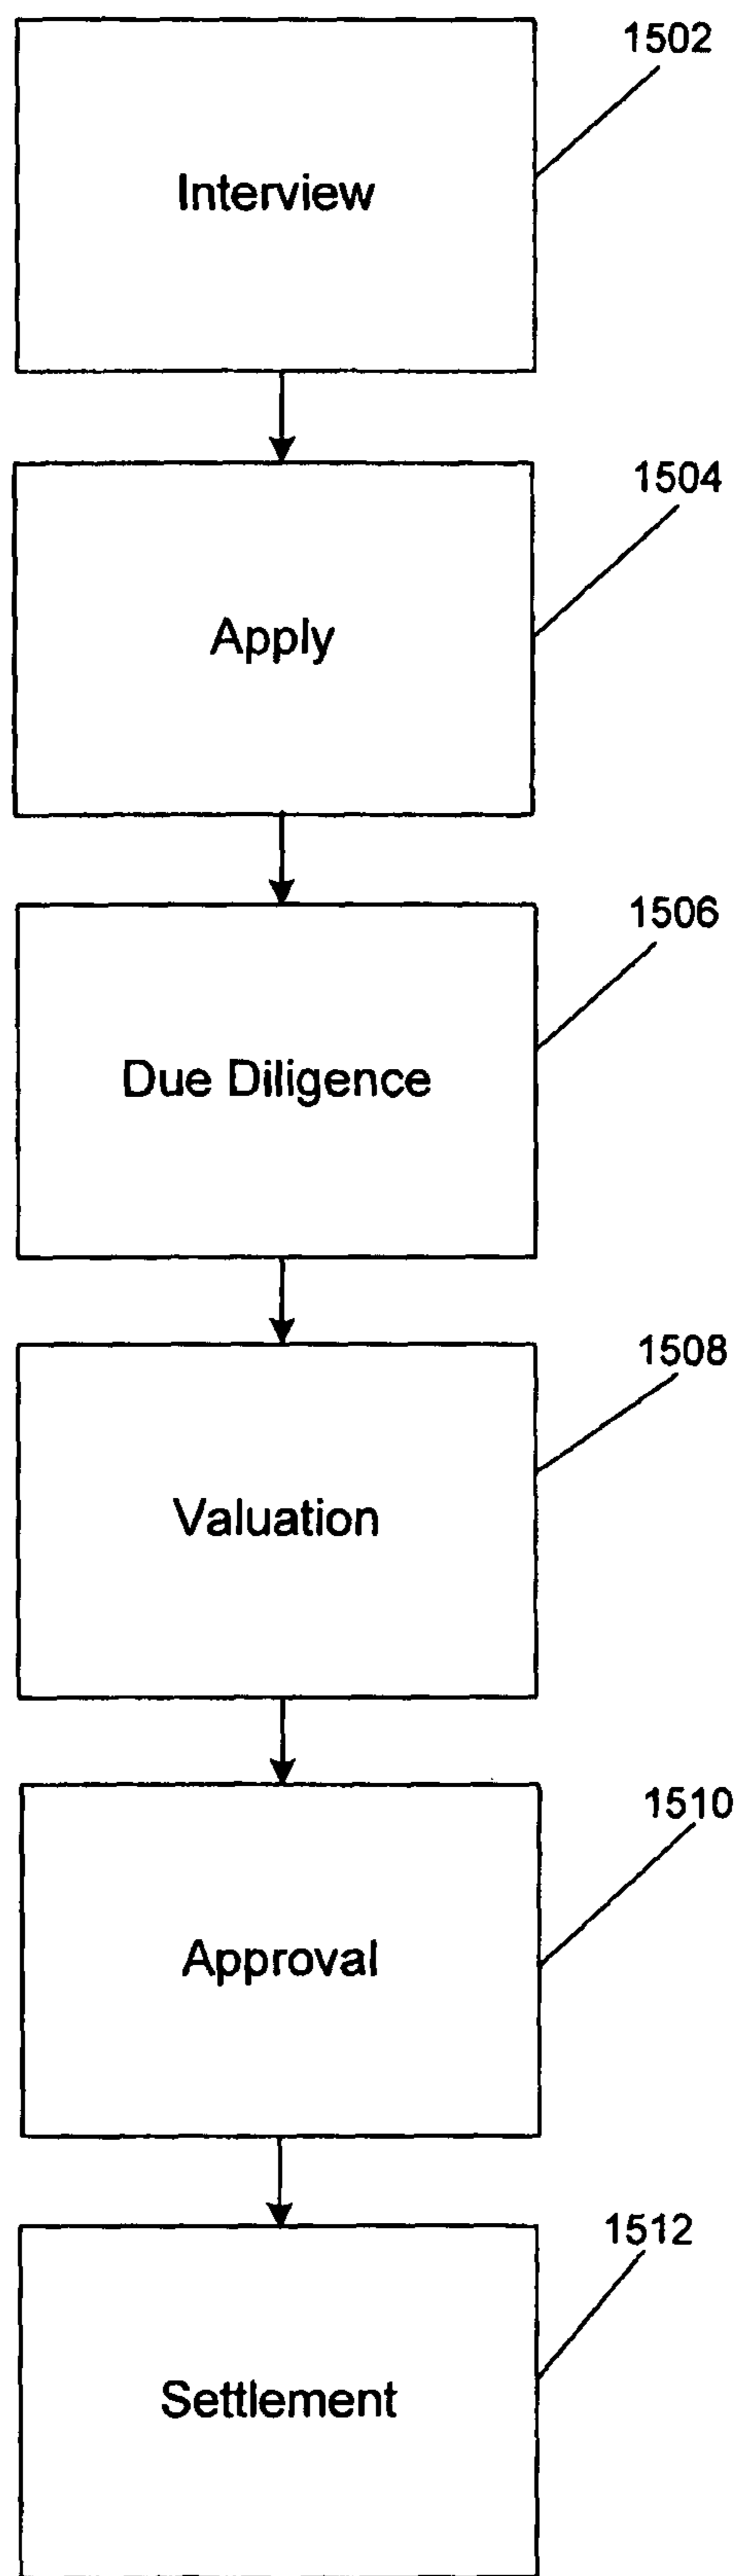 1502
Interview
1504
Apply
1506
Due Diligence
1508
Valuation
1510
Approval
1512
Settlement